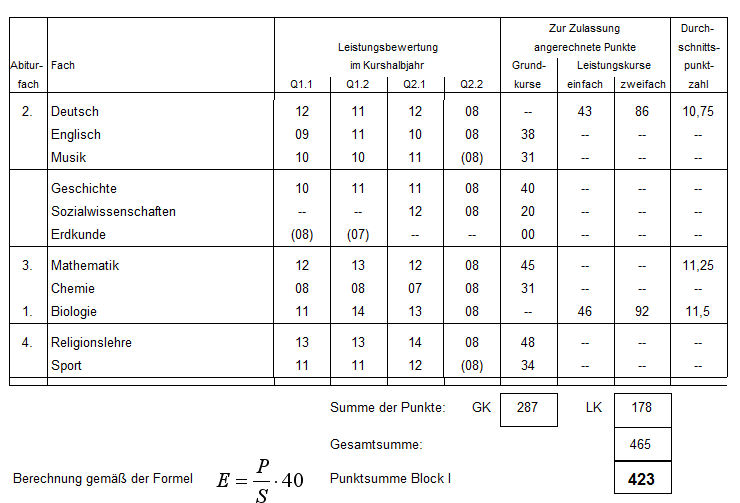 Zur Zulassung Durch-
Leistungsbewertung angerechnete Punkte schnitts-
Abitur- Fach im Kurshalbjahr Grund- Leistungskurse punkt-
fach Q1.1 Q1.2 Q2.1 Q2.2 kurse einfach zweifach zahl
2. Deutsch 12 11 12 08 -- 43 86 10,75
Englisch 09 11 10 08 38 -- -- --
Musik 10 10 11 (08) 31 -- -- --
Geschichte 10 11 11 08 40 -- -- --
Sozialwissenschaften -- -- 12 08 20 -- -- --
Erdkunde (08) (07) -- -- 00 -- -- --
3. Mathematik 12 13 12 08 45 -- -- 11,25
Chemie 08 08 07 08 31 -- -- --
1. Biologie 11 14 13 08 -- 46 92 11,5
4. Religionslehre 13 13 14 08 48 -- -- --
Sport 11 11 12 (08) 34 -- -- --
Summe der Punkte: GK 287 LK 178
Gesamtsumme: 465
Berechnung gemäß der Formel E = P/S · 40 Punktsumme Block I 423